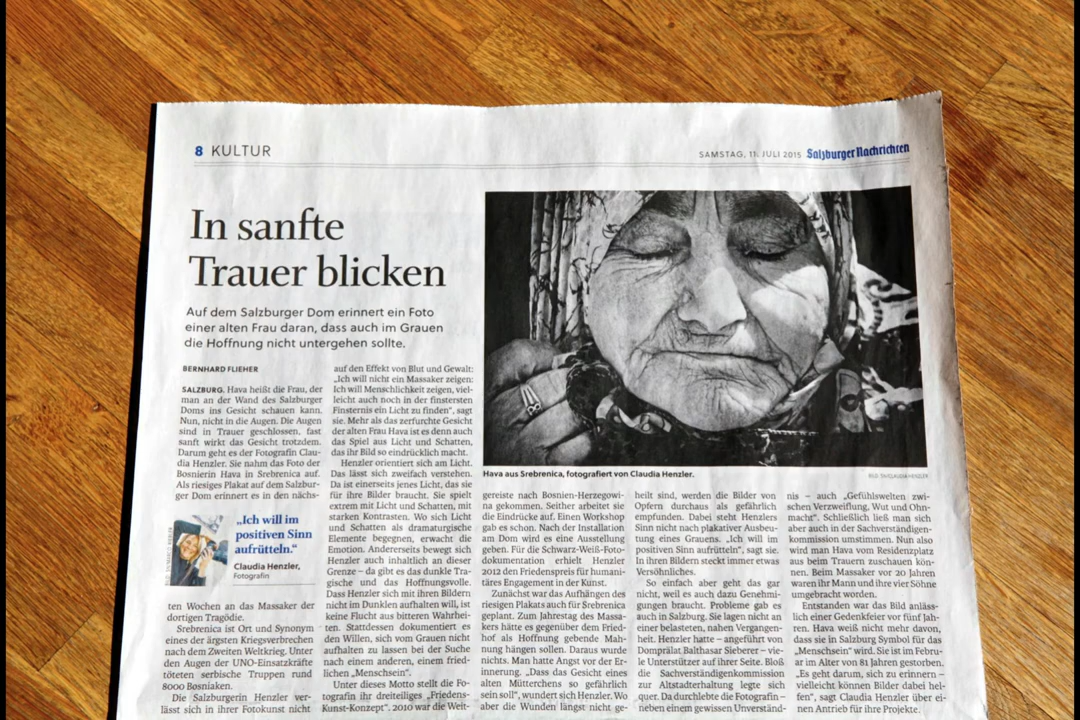 8 KULTUR
SAMSTAG, 11. JULI 2015 Salzburger Nachrichten
In sanfte
Trauer blicken
Auf dem Salzburger Dom erinnert ein Foto
einer alten Frau daran, dass auch im Grauen
die Hoffnung nicht untergehen sollte.
BERNHARD FLIEHER
SALZBURG. Hava heißt die Frau, der
man an der Wand des Salzburger
Doms ins Gesicht schauen kann.
Nun, nicht in die Augen. Die Augen
sind in Trauer geschlossen, fast
sanft wirkt das Gesicht trotzdem.
Darum geht es der Fotografin Clau-
dia Henzler. Sie nahm das Foto der
Bosnierin Hava in Srebrenica auf.
Als riesiges Plakat auf dem Salzbur-
ger Dom erinnert es in den nächs-
„Ich will im
positiven Sinn
aufrütteln.“
Claudia Henzler,
Fotografin
ten Wochen an das Massaker der
dortigen Tragödie.
Srebrenica ist Ort und Synonym
eines der ärgsten Kriegsverbrechen
nach dem Zweiten Weltkrieg. Unter
den Augen der UNO-Einsatzkräfte
töteten serbische Truppen rund
8000 Bosniaken.
Die Salzburgerin Henzler ver-
lässt sich in ihrer Fotokunst nicht
auf den Effekt von Blut und Gewalt:
„Ich will nicht ein Massaker zeigen:
Ich will Menschlichkeit zeigen, viel-
leicht auch noch in der finstersten
Finsternis ein Licht zu finden“, sagt
sie. Mehr als das zerfurchte Gesicht
der alten Frau Hava ist es denn auch
das Spiel aus Licht und Schatten,
das ihr Bild so eindrücklich macht.
Henzler orientiert sich am Licht.
Das lässt sich zweifach verstehen.
Da ist einerseits jenes Licht, das sie
für ihre Bilder braucht. Sie spielt
extrem mit Licht und Schatten, mit
starken Kontrasten. Wo sich Licht
und Schatten als dramaturgische
Elemente begegnen, erwacht die
Emotion. Andererseits bewegt sich
Henzler auch inhaltlich an dieser
Grenze – da gibt es das dunkle Tra-
gische und das Hoffnungsvolle.
Dass Henzler sich mit ihren Bildern
nicht im Dunklen aufhalten will, ist
keine Flucht aus bitteren Wahrhei-
ten. Stattdessen dokumentiert es
den Willen, sich vom Grauen nicht
aufhalten zu lassen bei der Suche
nach einem anderen, einem fried-
lichen „Menschsein“.
Unter dieses Motto stellt die Fo-
tografin ihr dreiteiliges „Friedens-
Kunst-Konzept“. 2010 war die Weit-
Hava aus Srebrenica, fotografiert von Claudia Henzler.
gereiste nach Bosnien-Herzegowi-
na gekommen. Seither arbeitet sie
die Eindrücke auf. Einen Workshop
gab es schon. Nach der Installation
am Dom wird es eine Ausstellung
geben. Für die Schwarz-Weiß-Foto-
dokumentation erhielt Henzler
2012 den Friedenspreis für humani-
täres Engagement in der Kunst.
Zunächst war das Aufhängen des
riesigen Plakats auch für Srebrenica
geplant. Zum Jahrestag des Massa-
kers hätte es gegenüber dem Fried-
hof als Hoffnung gebende Mah-
nung hängen sollen. Daraus wurde
nichts. Man hatte Angst vor der Er-
innerung. „Dass das Gesicht eines
alten Mütterchens so gefährlich
sein soll“, wundert sich Henzler. Wo
aber die Wunden längst nicht ge-
heilt sind, werden die Bilder von
Opfern durchaus als gefährlich
empfunden. Dabei steht Henzlers
Sinn nicht nach plakativer Ausbeu-
tung eines Grauens. „Ich will im
positiven Sinn aufrütteln“, sagt sie.
In ihren Bildern steckt immer etwas
Versöhnliches.
So einfach aber geht das gar
nicht, weil es auch dazu Genehmi-
gungen braucht. Probleme gab es
auch in Salzburg. Sie lagen nicht an
einer belasteten, nahen Vergangen-
heit. Henzler hatte – angeführt von
Domprälat Balthasar Sieberer – vie-
le Unterstützer auf ihrer Seite. Bloß
die Sachverständigenkommission
zur Altstadterhaltung legte sich
quer. Da durchlebte die Fotografin –
neben einem gewissen Unverständ-
nis – auch „Gefühlswelten zwi-
schen Verzweiflung, Wut und Ohn-
macht“. Schließlich ließ man sich
aber auch in der Sachverständigen-
kommission umstimmen. Nun also
wird man Hava vom Residenzplatz
aus beim Trauern zuschauen kön-
nen. Beim Massaker vor 20 Jahren
waren ihr Mann und ihre vier Söhne
umgebracht worden.
Entstanden war das Bild anläss-
lich einer Gedenkfeier vor fünf Jah-
ren. Hava weiß nicht mehr davon,
dass sie in Salzburg Symbol für das
„Menschsein“ wird. Sie ist im Febru-
ar im Alter von 81 Jahren gestorben.
„Es geht darum, sich zu erinnern –
vielleicht können Bilder dabei hel-
fen“, sagt Claudia Henzler über ei-
nen Antrieb für ihre Projekte.